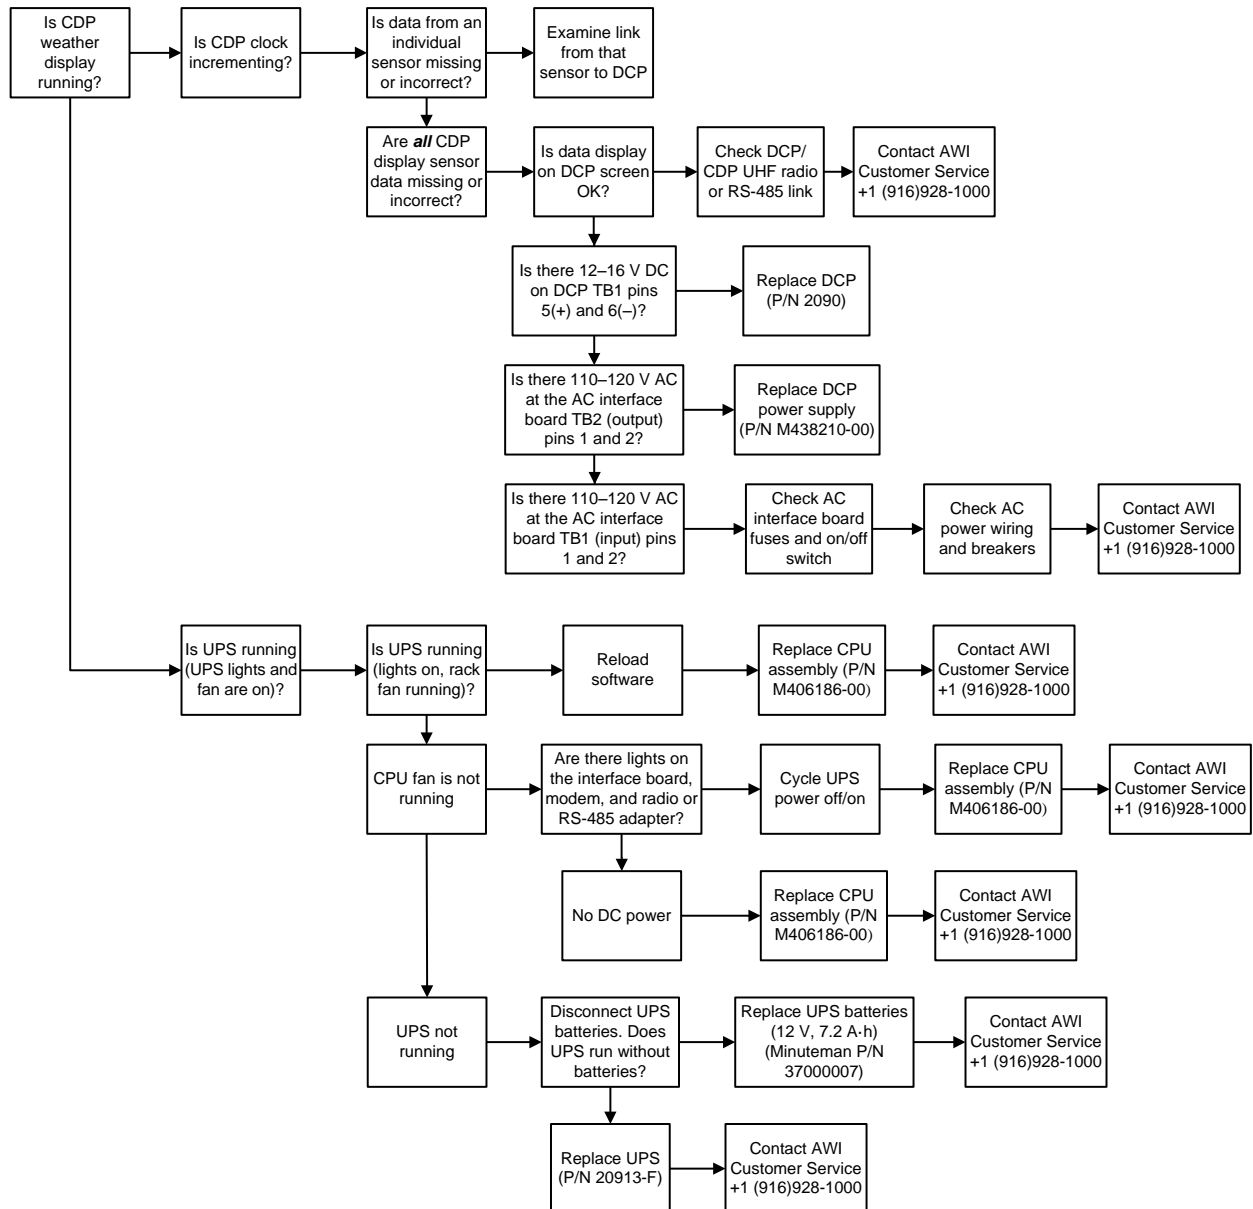 Is CDP
weather
display
running?
Is CDP clock
incrementing?
Is data from an
individual
sensor missing
or incorrect?
Examine link
from that
sensor to DCP
Are all CDP
display sensor
data missing or
incorrect?
Is data display
on DCP screen
OK?
Check DCP/
CDP UHF radio
or RS-485 link
Contact AWI
Customer Service
+1 (916)928-1000
Is there 12–16 V DC
on DCP TB1 pins
5(+) and 6(–)?
Replace DCP
(P/N 2090)
Is there 110–120 V AC
at the AC interface
board TB2 (output)
pins 1 and 2?
Replace DCP
power supply
(P/N M438210-00)
Is there 110–120 V AC
at the AC interface
board TB1 (input) pins
1 and 2?
Check AC
interface board
fuses and on/off
switch
Check AC
power wiring
and breakers
Contact AWI
Customer Service
+1 (916)928-1000
Is UPS running
(UPS lights and
fan are on)?
Is UPS running
(lights on, rack
fan running)?
Reload
software
Replace CPU
assembly (P/N
M406186-00)
Contact AWI
Customer Service
+1 (916)928-1000
CPU fan is not
running
Are there lights on
the interface board,
modem, and radio or
RS-485 adapter?
Cycle UPS
power off/on
Replace CPU
assembly (P/N
M406186-00)
Contact AWI
Customer Service
+1 (916)928-1000
No DC power
Replace CPU
assembly (P/N
M406186-00)
Contact AWI
Customer Service
+1 (916)928-1000
UPS not
running
Disconnect UPS
batteries. Does
UPS run without
batteries?
Replace UPS batteries
(12 V, 7.2 A·h)
(Minuteman P/N
37000007)
Contact AWI
Customer Service
+1 (916)928-1000
Replace UPS
(P/N 20913-F)
Contact AWI
Customer Service
+1 (916)928-1000